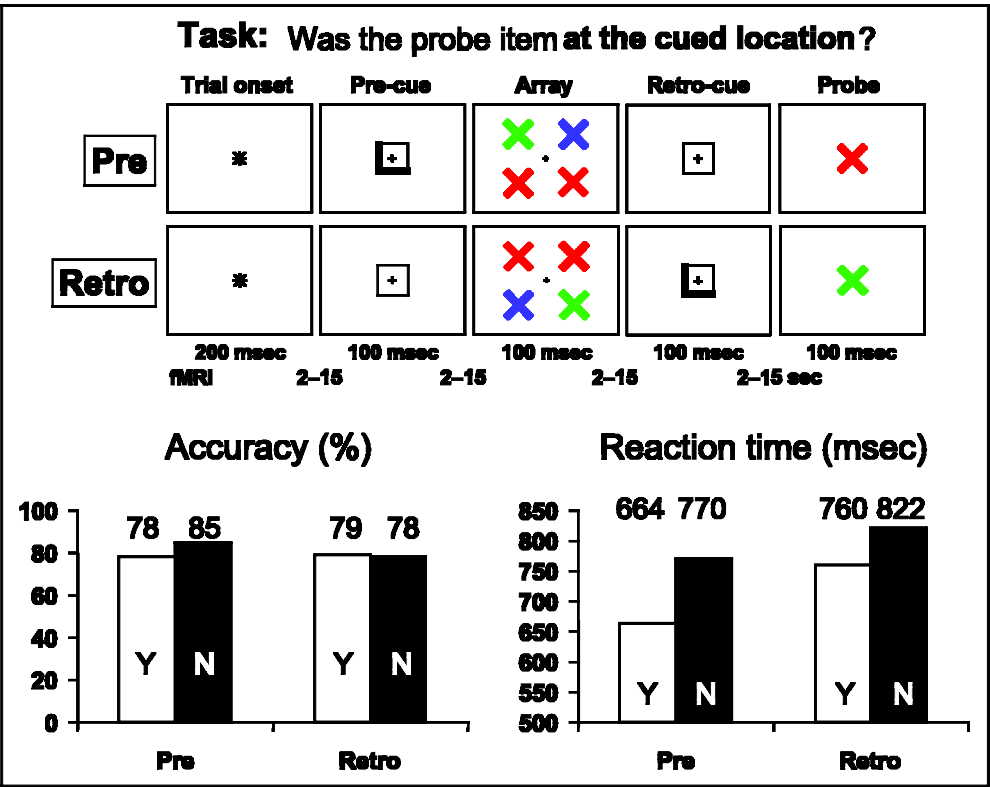 Task: Was the probe item at the cued location?
Trial onset Pre-cue Array Retro-cue Probe
Pre
Retro
200 msec 100 msec 100 msec 100 msec 100 msec
fMRI 2–15 2–15 2–15 2–15 sec
Accuracy (%) Reaction time (msec)
100
80
60
40
20
0
78 85 79 78
Y N Y N
Pre Retro
850
800
750
700
650
600
550
500
664 770 760 822
Y N Y N
Pre Retro